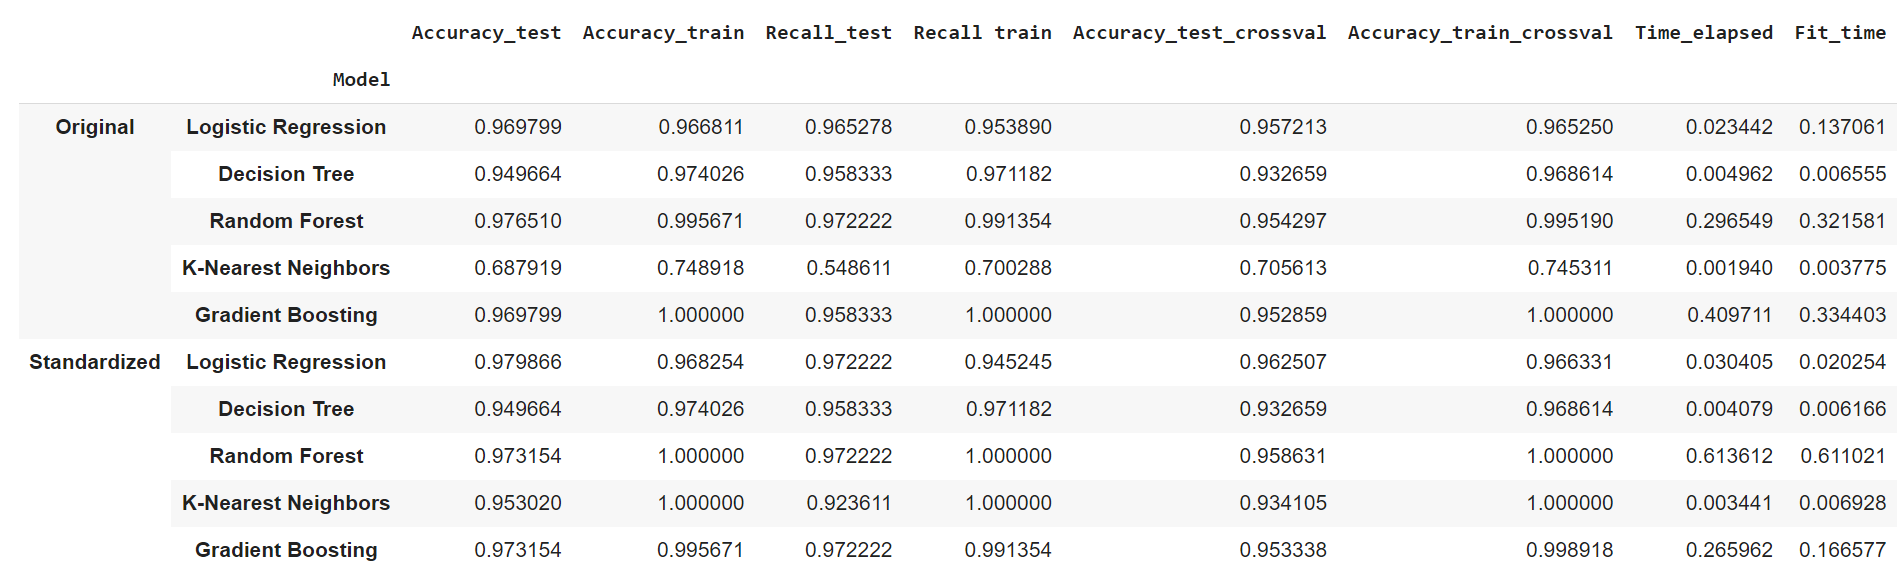 Accuracy_test Accuracy_train Recall_test Recall train Accuracy_test_crossval Accuracy_train_crossval Time_elapsed Fit_time
Model
Original Logistic Regression 0.969799 0.966811 0.965278 0.953890 0.957213 0.965250 0.023442 0.137061
Decision Tree 0.949664 0.974026 0.958333 0.971182 0.932659 0.968614 0.004962 0.006555
Random Forest 0.976510 0.995671 0.972222 0.991354 0.954297 0.995190 0.296549 0.321581
K-Nearest Neighbors 0.687919 0.748918 0.548611 0.700288 0.705613 0.745311 0.001940 0.003775
Gradient Boosting 0.969799 1.000000 0.958333 1.000000 0.952859 1.000000 0.409711 0.334403
Standardized Logistic Regression 0.979866 0.968254 0.972222 0.945245 0.962507 0.966331 0.030405 0.020254
Decision Tree 0.949664 0.974026 0.958333 0.971182 0.932659 0.968614 0.004079 0.006166
Random Forest 0.973154 1.000000 0.972222 1.000000 0.958631 1.000000 0.613612 0.611021
K-Nearest Neighbors 0.953020 1.000000 0.923611 1.000000 0.934105 1.000000 0.003441 0.006928
Gradient Boosting 0.973154 0.995671 0.972222 0.991354 0.953338 0.998918 0.265962 0.166577